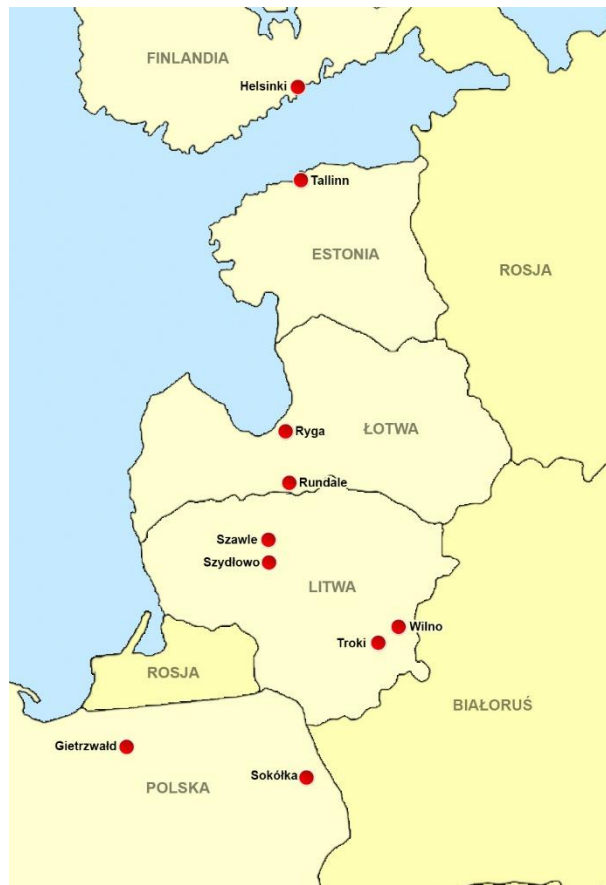 FINLANDIA
Helsinki
Tallinn
ESTONIA
ROSJA
ŁOTWA
Ryga
Rundale
Szawle
Szydłowo
LITWA
Wilno
Troki
ROSJA
BIAŁORUŚ
Gietrzwałd
Sokółka
POLSKA